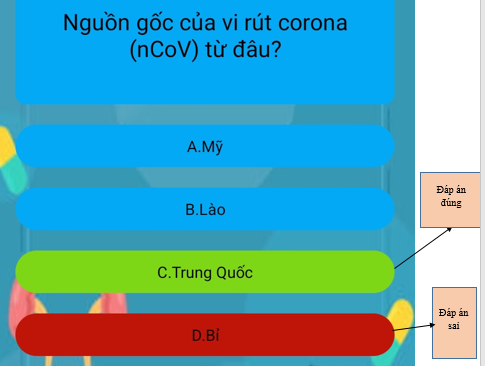 Nguồn gốc của vi rút corona
(nCoV) từ đâu?
A.Mỹ
B.Lào
Đáp án
đúng
C.Trung Quốc
Đáp án
sai
D.Bỉ